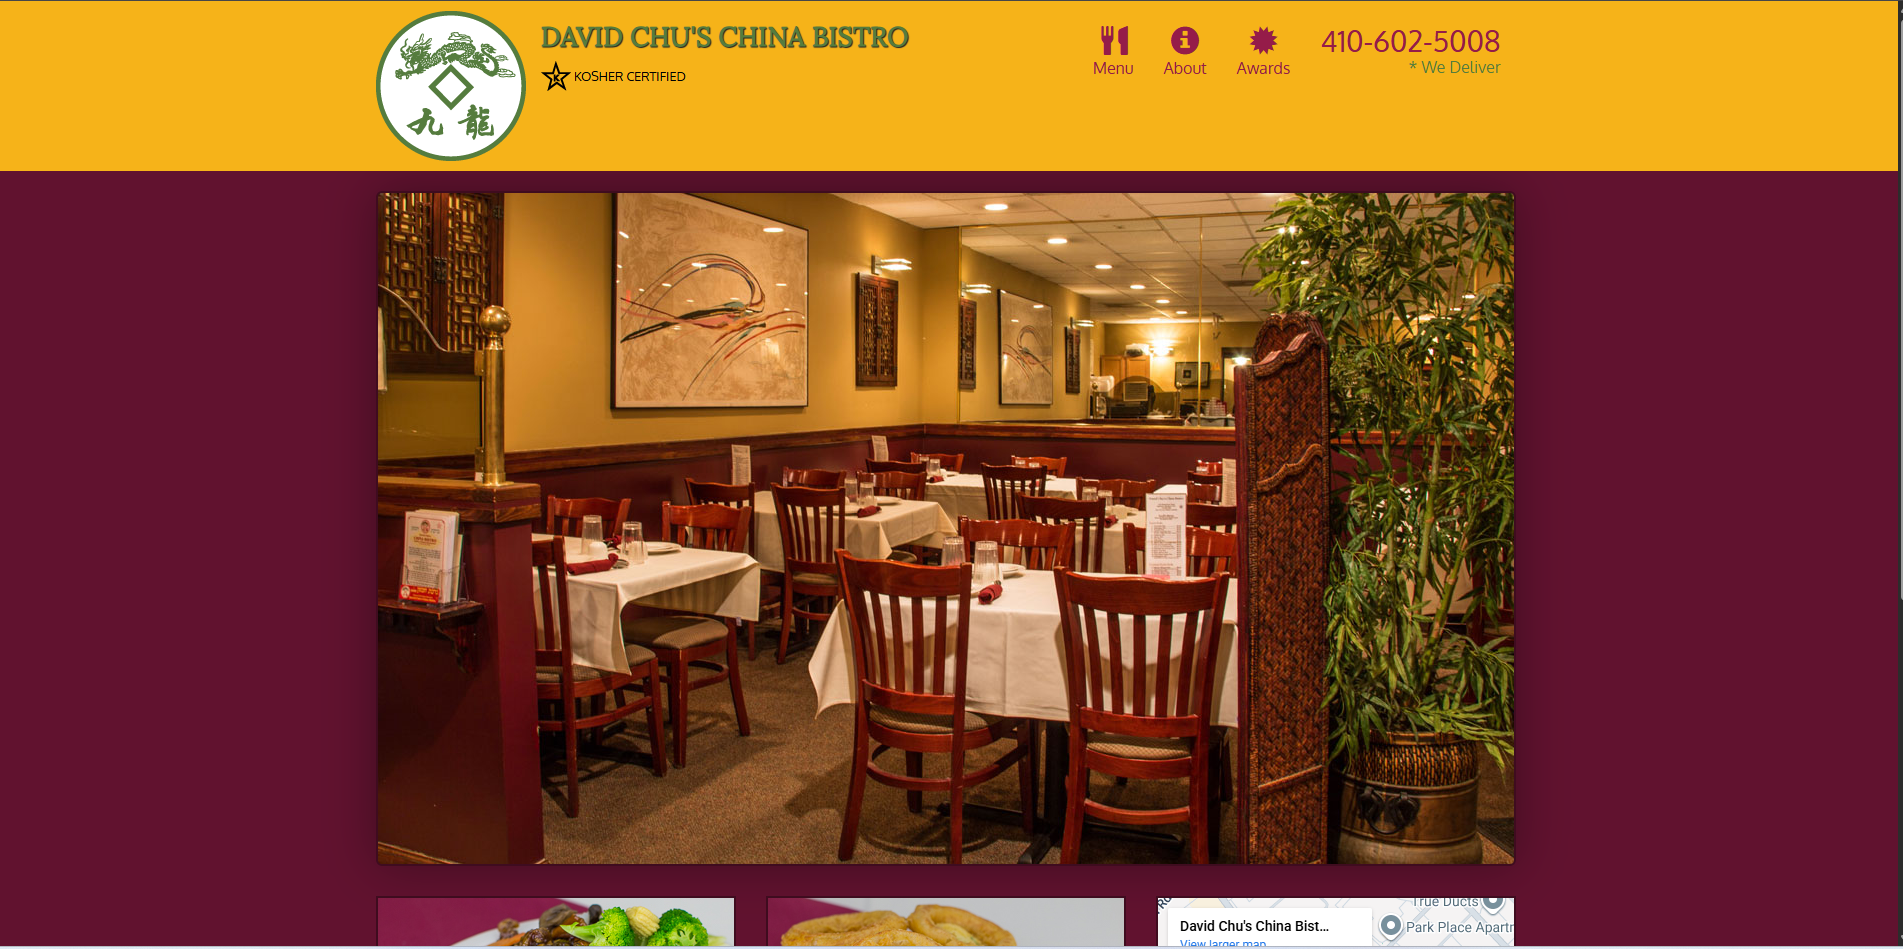 九龍
DAVID CHU'S CHINA BISTRO
K
KOSHER CERTIFIED
Menu
About
Awards
410-602-5008
* We Deliver
True Ducts
David Chu's China Bist...
View larger map
Park Place Apartr